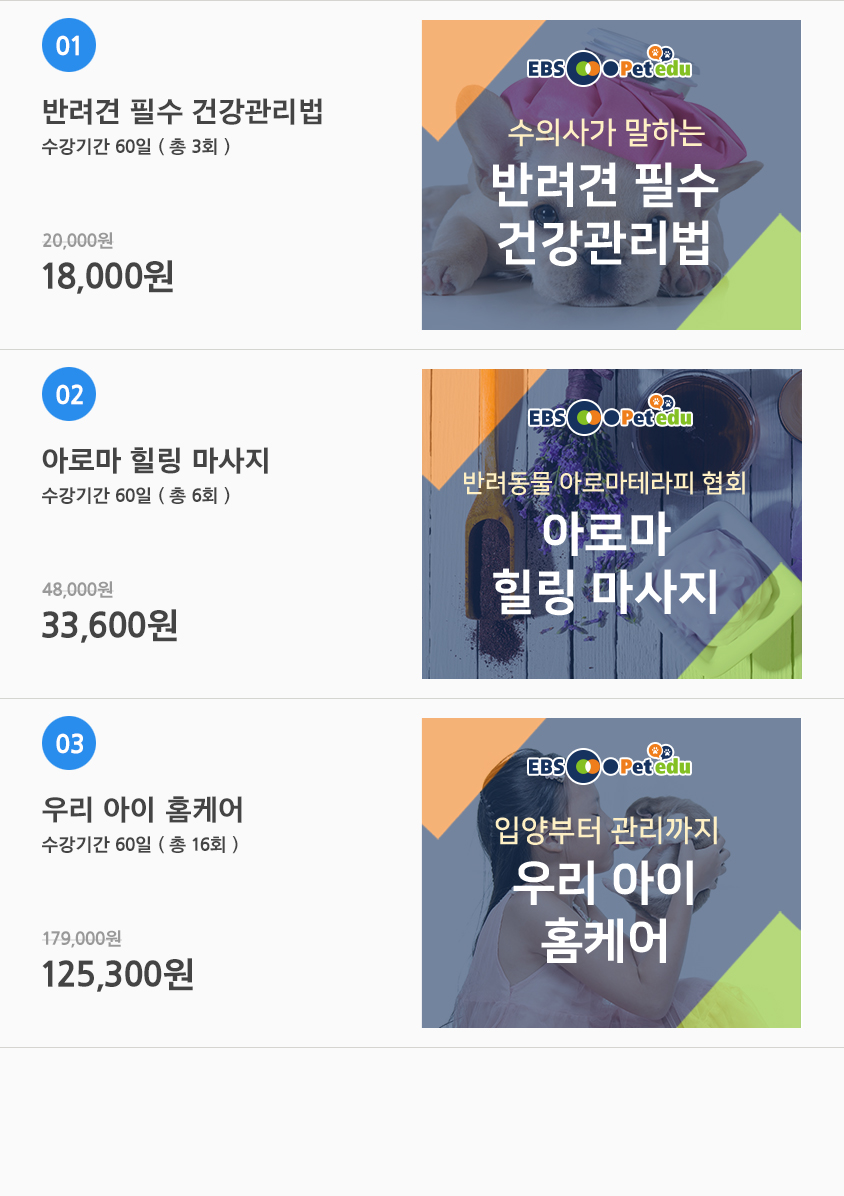 01
반려견 필수 건강관리법
수강기간 60일 ( 총 3회 )
20,000원
18,000원
EBS Petedu
수의사가 말하는
반려견 필수
건강관리법
02
아로마 힐링 마사지
수강기간 60일 ( 총 6회 )
48,000원
33,600원
EBS Petedu
반려동물 아로마테라피 협회
아로마
힐링 마사지
03
우리 아이 홈케어
수강기간 60일 ( 총 16회 )
179,000원
125,300원
EBS Petedu
입양부터 관리까지
우리 아이
홈케어